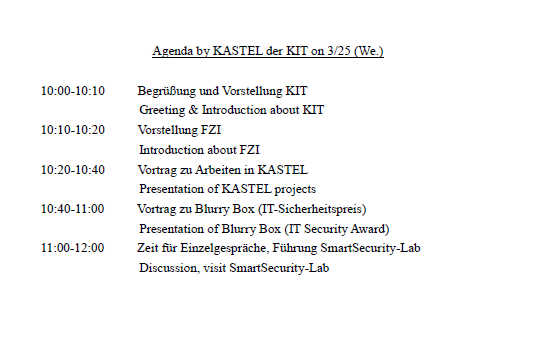 Agenda by KASTEL der KIT on 3/25 (We.)
10:00-10:10 Begrüßung und Vorstellung KIT
Greeting & Introduction about KIT
10:10-10:20 Vorstellung FZI
Introduction about FZI
10:20-10:40 Vortrag zu Arbeiten in KASTEL
Presentation of KASTEL projects
10:40-11:00 Vortrag zu Blurry Box (IT-Sicherheitspreis)
Presentation of Blurry Box (IT Security Award)
11:00-12:00 Zeit für Einzelgespräche, Führung SmartSecurity-Lab
Discussion, visit SmartSecurity-Lab